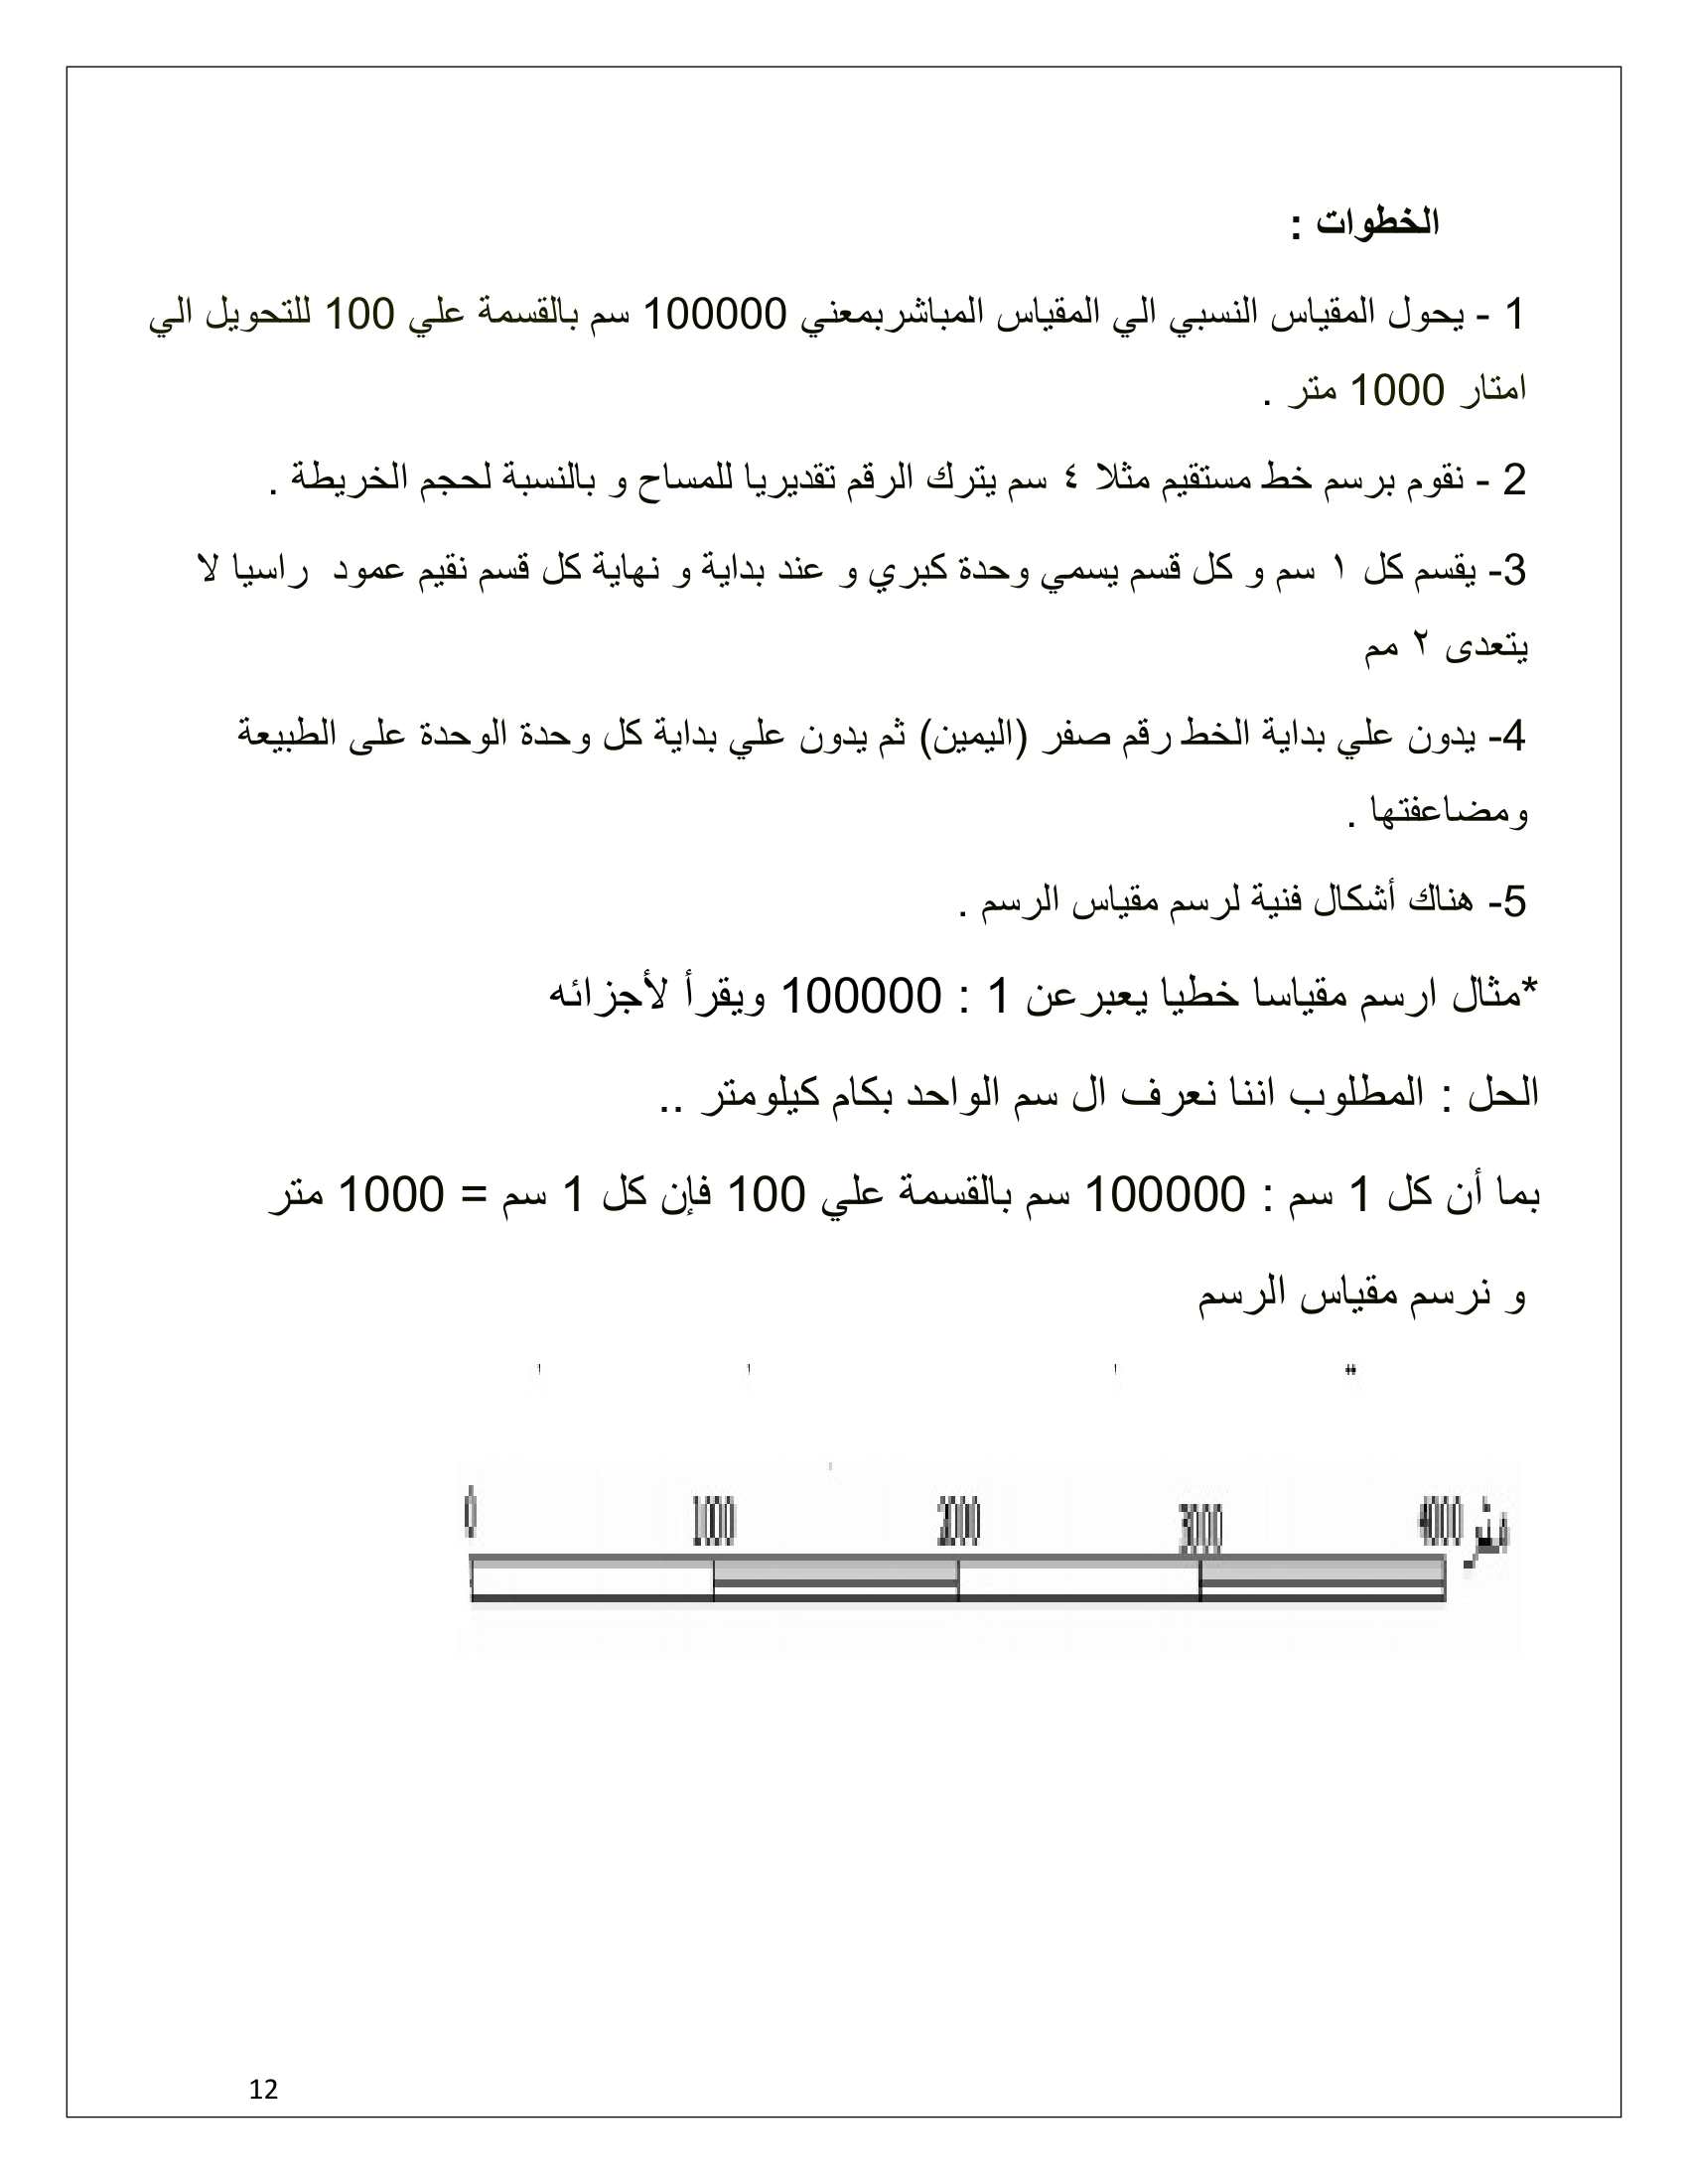 الخطوات :
1 - يحول المقياس النسبي الي المقياس المباشربمعني 100000 سم بالقسمة علي 100 للتحويل الي
امتار 1000 متر .
2 - نقوم برسم خط مستقيم مثلا ٤ سم يترك الرقم تقديريا للمساح و بالنسبة لحجم الخريطة .
3- يقسم كل ١ سم و كل قسم يسمي وحدة كبري و عند بداية و نهاية كل قسم نقيم عمود راسيا لا
يتعدى ٢ مم
4- يدون علي بداية الخط رقم صفر (اليمين) ثم يدون علي بداية كل وحدة الوحدة على الطبيعة
ومضاعفتها .
5- هناك أشكال فنية لرسم مقياس الرسم .
*مثال ارسم مقياسا خطيا يعبرعن 1 : 100000 ويقرأ لأجزائه
الحل : المطلوب اننا نعرف ال سم الواحد بكام كيلومتر ..
بما أن كل 1 سم : 100000 سم بالقسمة علي 100 فإن كل 1 سم = 1000 متر
و نرسم مقياس الرسم
0
12